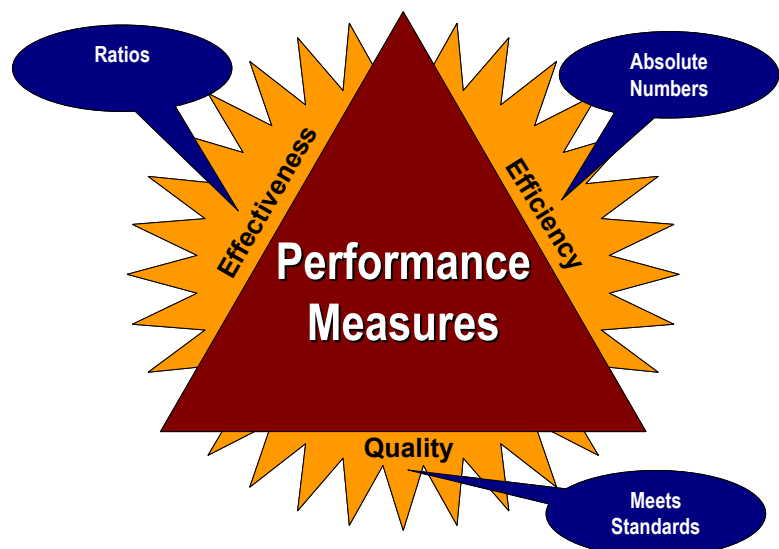 Ratios
Absolute
Numbers
Effectiveness
Efficiency
Performance
Measures
Quality
Meets
Standards